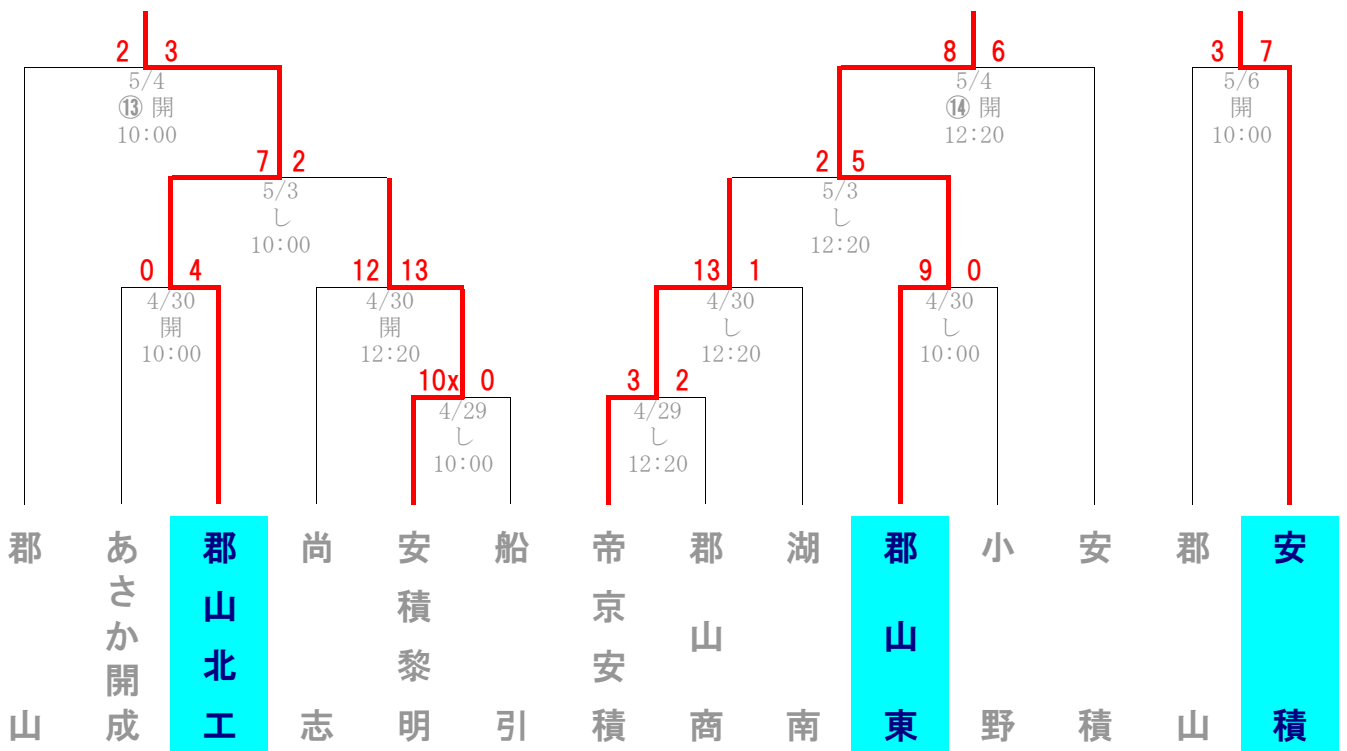 2 3
5/4
⑬ 開
10:00
8 6
5/4
⑭ 開
12:20
3 7
5/6
開
10:00
7 2
5/3
し
10:00
2 5
5/3
し
12:20
0 4
4/30
開
10:00
12 13
4/30
開
12:20
13 1
4/30
し
12:20
9 0
4/30
し
10:00
10x 0
4/29
し
10:00
3 2
4/29
し
12:20
郡山
あさか開成
郡山北工
尚志
安積黎明
船引
帝京安積
郡山商
湖南
郡山東
小野
安積
郡山
安積